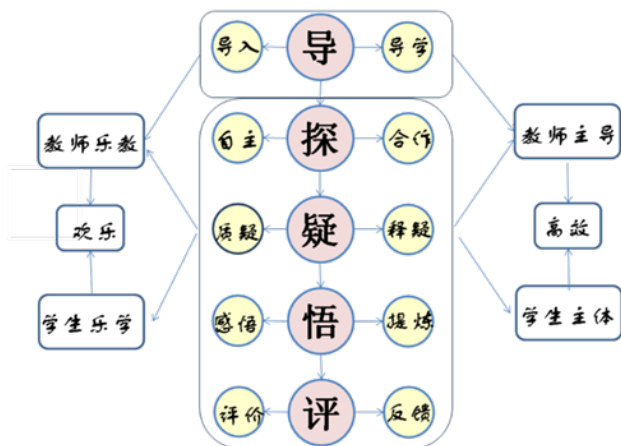 导入 导 导学
教师乐教 自主 探 合作 教师主导
欢乐 质疑 疑 释疑 高效
学生乐学 感悟 悟 提炼 学生主体
评价 评 反馈